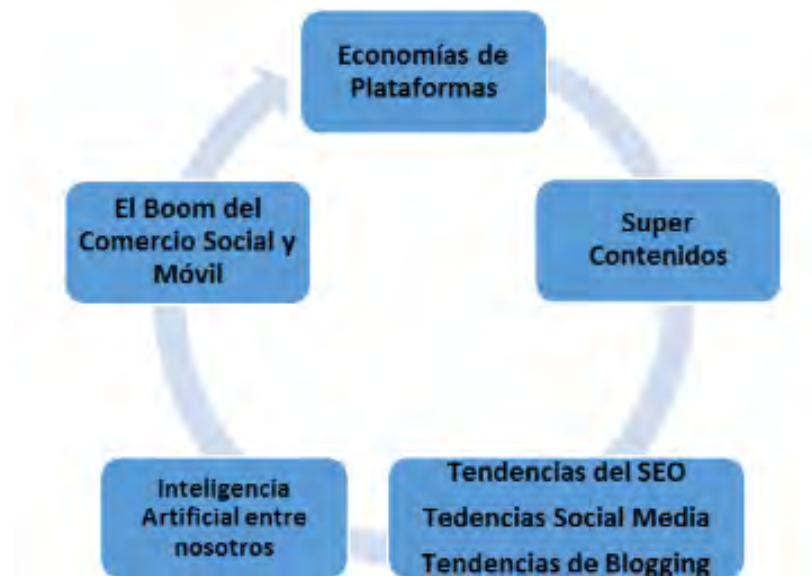 Economías de
Plataformas
Super
Contenidos
Tendencias del SEO
Tedencias Social Media
Tendencias de Blogging
Inteligencia
Artificial entre
nosotros
El Boom del
Comercio Social y
Móvil